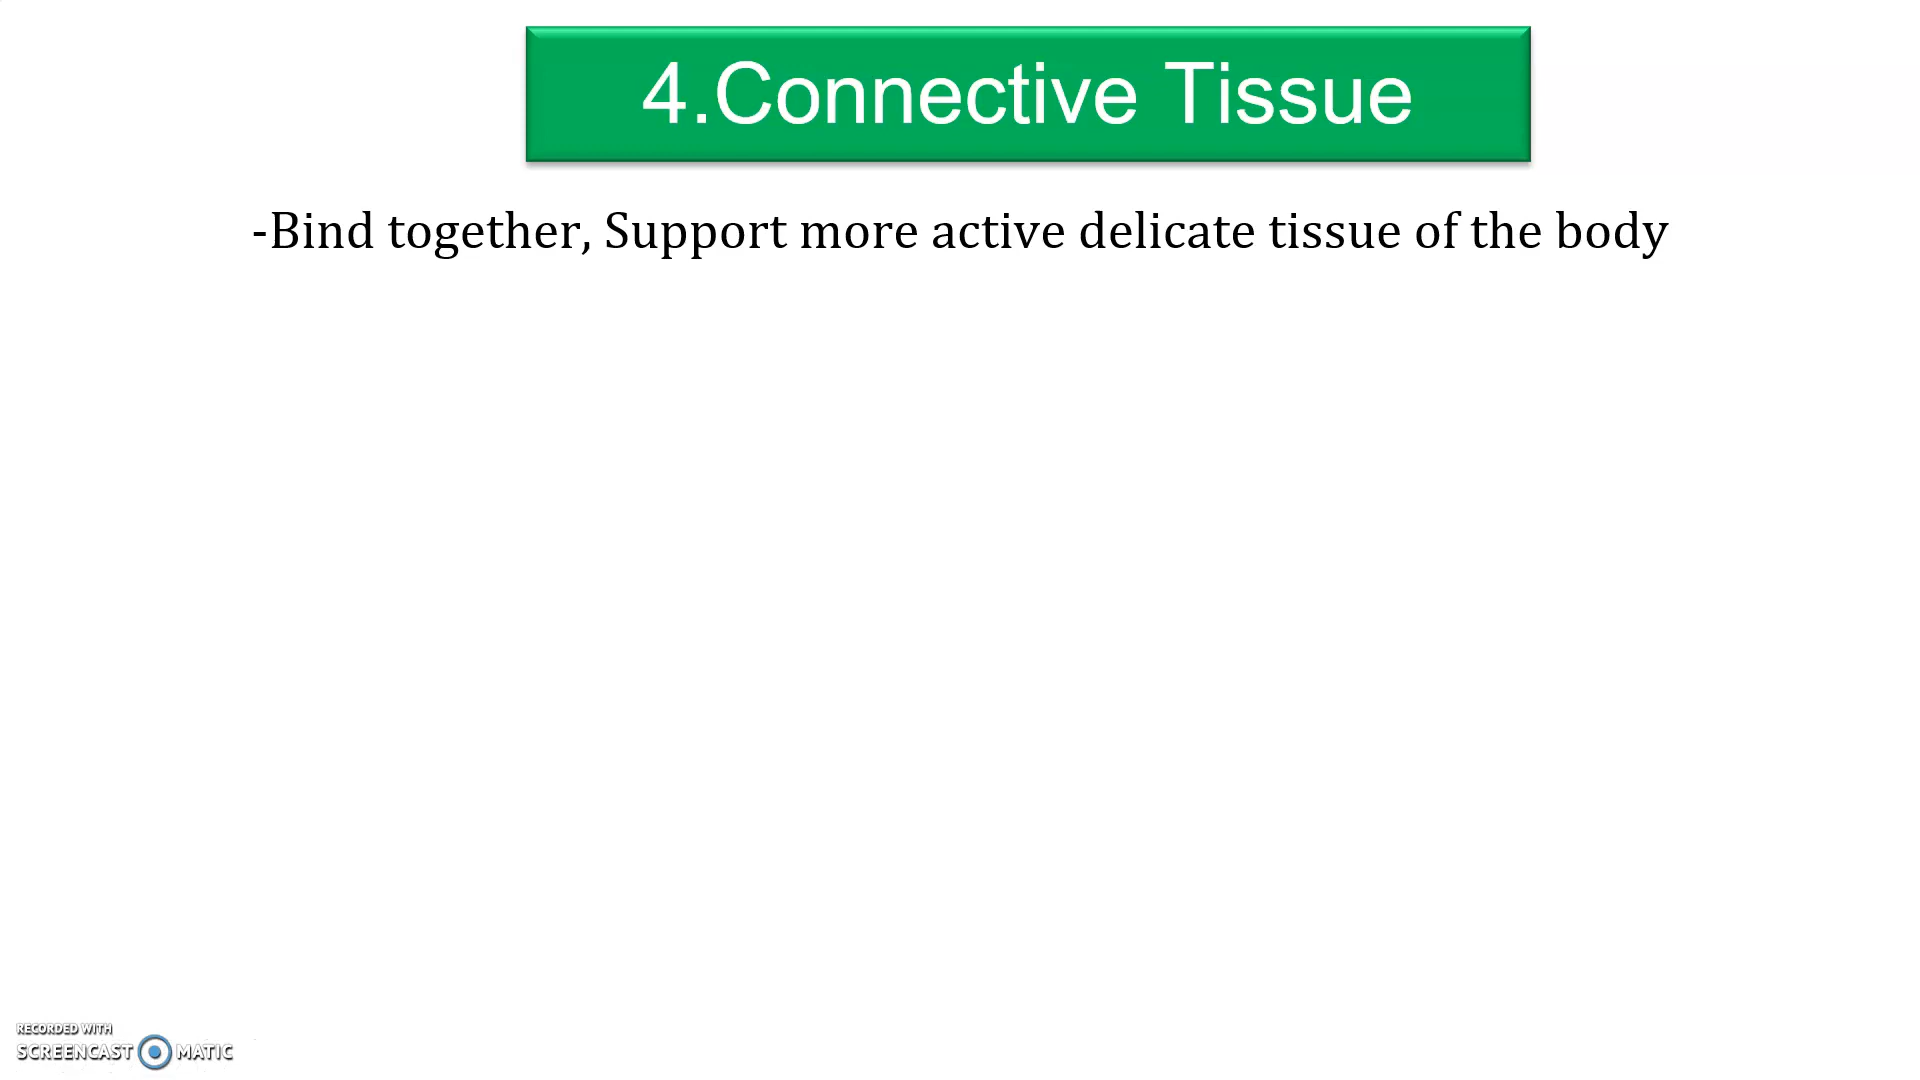 4.Connective Tissue
-Bind together, Support more active delicate tissue of the body
RECORDED WITH
SCREENCAST MATIC